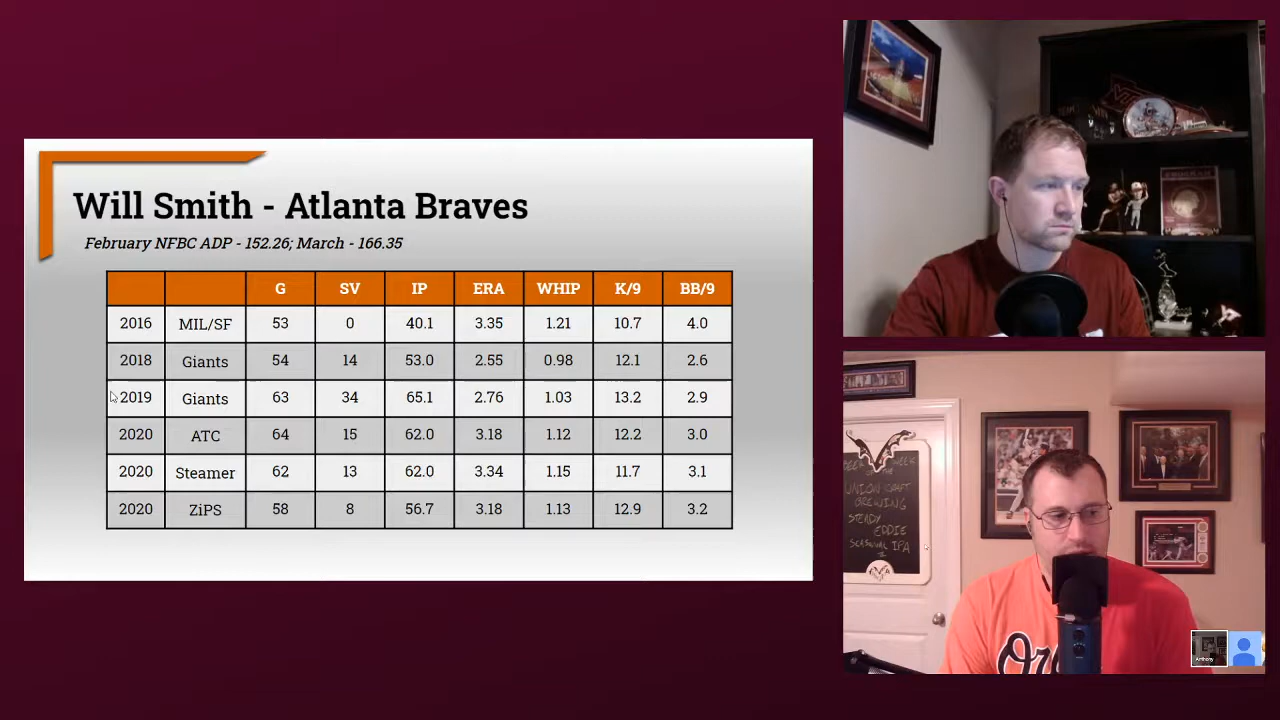 Will Smith - Atlanta Braves
February NFBC ADP - 152.26; March - 166.35
G SV IP ERA WHIP K/9 BB/9
2016 MIL/SF 53 0 40.1 3.35 1.21 10.7 4.0
2018 Giants 54 14 53.0 2.55 0.98 12.1 2.6
2019 Giants 63 34 65.1 2.76 1.03 13.2 2.9
2020 ATC 64 15 62.0 3.18 1.12 12.2 3.0
2020 Steamer 62 13 62.0 3.34 1.15 11.7 3.1
2020 ZiPS 58 8 56.7 3.18 1.13 12.9 3.2
UNION CRAFT
BREWING
STEADY
EDDIE
SEASONAL IPA
Anthony